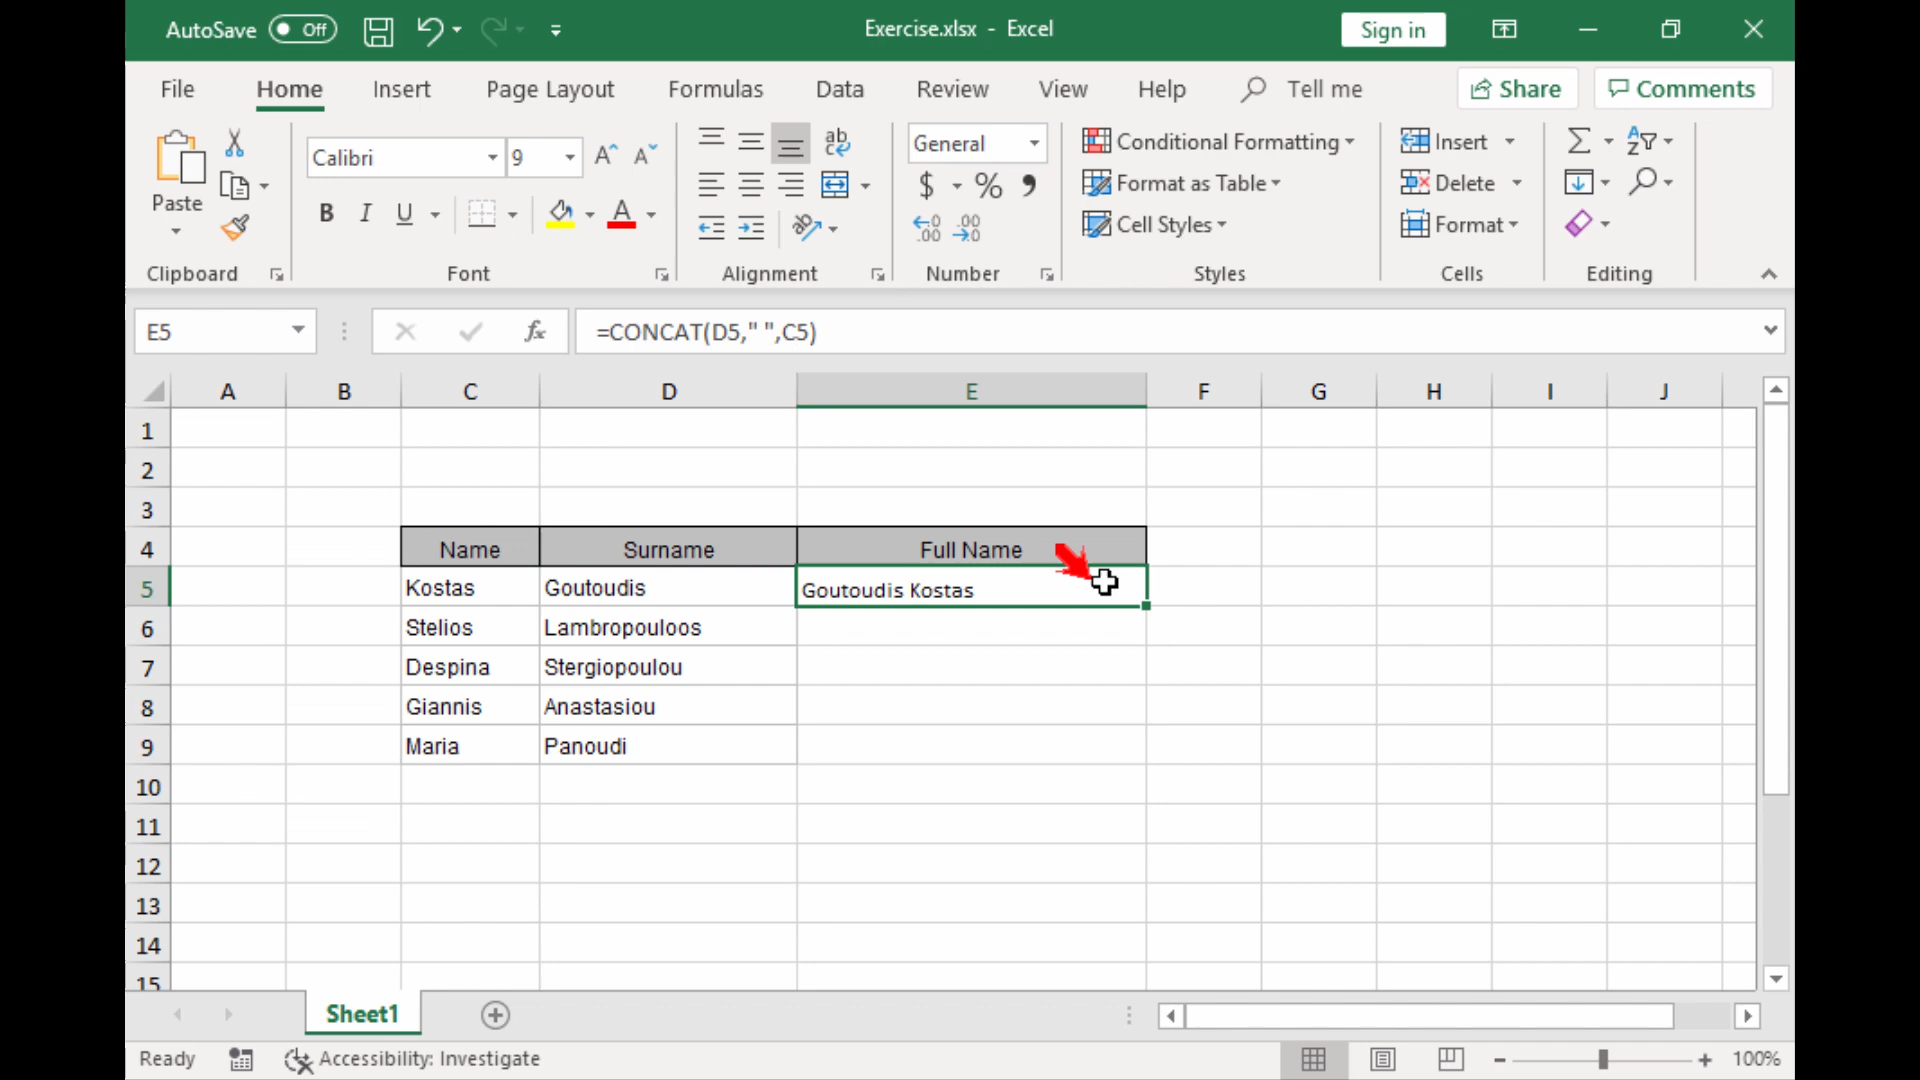 AutoSave Off Exercise.xlsx - Excel Sign in
File Home Insert Page Layout Formulas Data Review View Help Tell me Share Comments
Paste Calibri 9 General Conditional Formatting Insert
Format as Table Delete
Cell Styles Format
Clipboard Font Alignment Number Styles Cells Editing
E5 fx =CONCAT(D5," ",C5)
A B C D E F G H I J
1
2
3
4 Name Surname Full Name
5 Kostas Goutoudis Goutoudis Kostas
6 Stelios Lambropouloos
7 Despina Stergiopoulou
8 Giannis Anastasiou
9 Maria Panoudi
10
11
12
13
14
15
Sheet1
Ready Accessibility: Investigate 100%